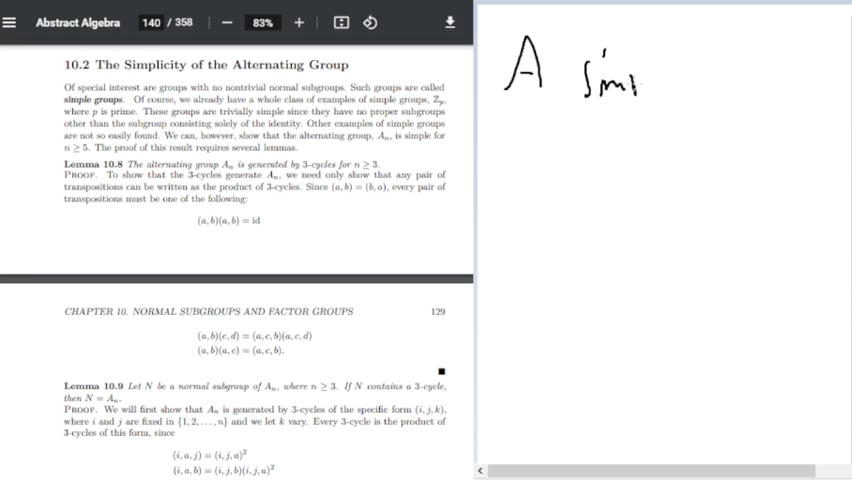 Abstract Algebra 140 / 358 83%
10.2 The Simplicity of the Alternating Group
Of special interest are groups with no nontrivial normal subgroups. Such groups are called
simple groups. Of course, we already have a whole class of examples of simple groups, ℤₚ,
where p is prime. These groups are trivially simple since they have no proper subgroups
other than the subgroup consisting solely of the identity. Other examples of simple groups
are not so easily found. We can, however, show that the alternating group, Aₙ, is simple for
n ≥ 5. The proof of this result requires several lemmas.
Lemma 10.8 The alternating group Aₙ is generated by 3-cycles for n ≥ 3.
PROOF. To show that the 3-cycles generate Aₙ, we need only show that any pair of
transpositions can be written as the product of 3-cycles. Since (a, b) = (b, a), every pair of
transpositions must be one of the following:
(a, b)(a, b) = id
CHAPTER 10. NORMAL SUBGROUPS AND FACTOR GROUPS 129
(a, b)(c, d) = (a, c, b)(a, c, d)
(a, b)(a, c) = (a, c, b).
Lemma 10.9 Let N be a normal subgroup of Aₙ, where n ≥ 3. If N contains a 3-cycle,
then N = Aₙ.
PROOF. We will first show that Aₙ is generated by 3-cycles of the specific form (i, j, k),
where i and j are fixed in {1, 2, . . . , n} and we let k vary. Every 3-cycle is the product of
3-cycles of this form, since
(i, a, j) = (i, j, a)²
(i, a, b) = (i, j, b)(i, j, a)²
A sim